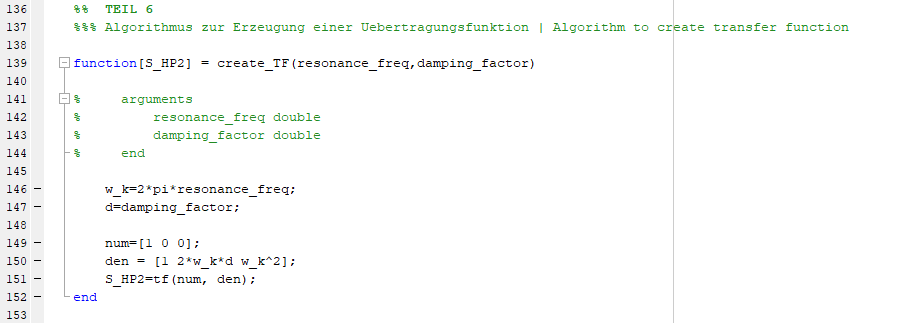 136 %% TEIL 6
137 %%% Algorithmus zur Erzeugung einer Uebertragungsfunktion | Algorithm to create transfer function
138
139 function[S_HP2] = create_TF(resonance_freq,damping_factor)
140
141 % arguments
142 % resonance_freq double
143 % damping_factor double
144 % end
145
146 – w_k=2*pi*resonance_freq;
147 – d=damping_factor;
148
149 – num=[1 0 0];
150 – den = [1 2*w_k*d w_k^2];
151 – S_HP2=tf(num, den);
152 – end
153